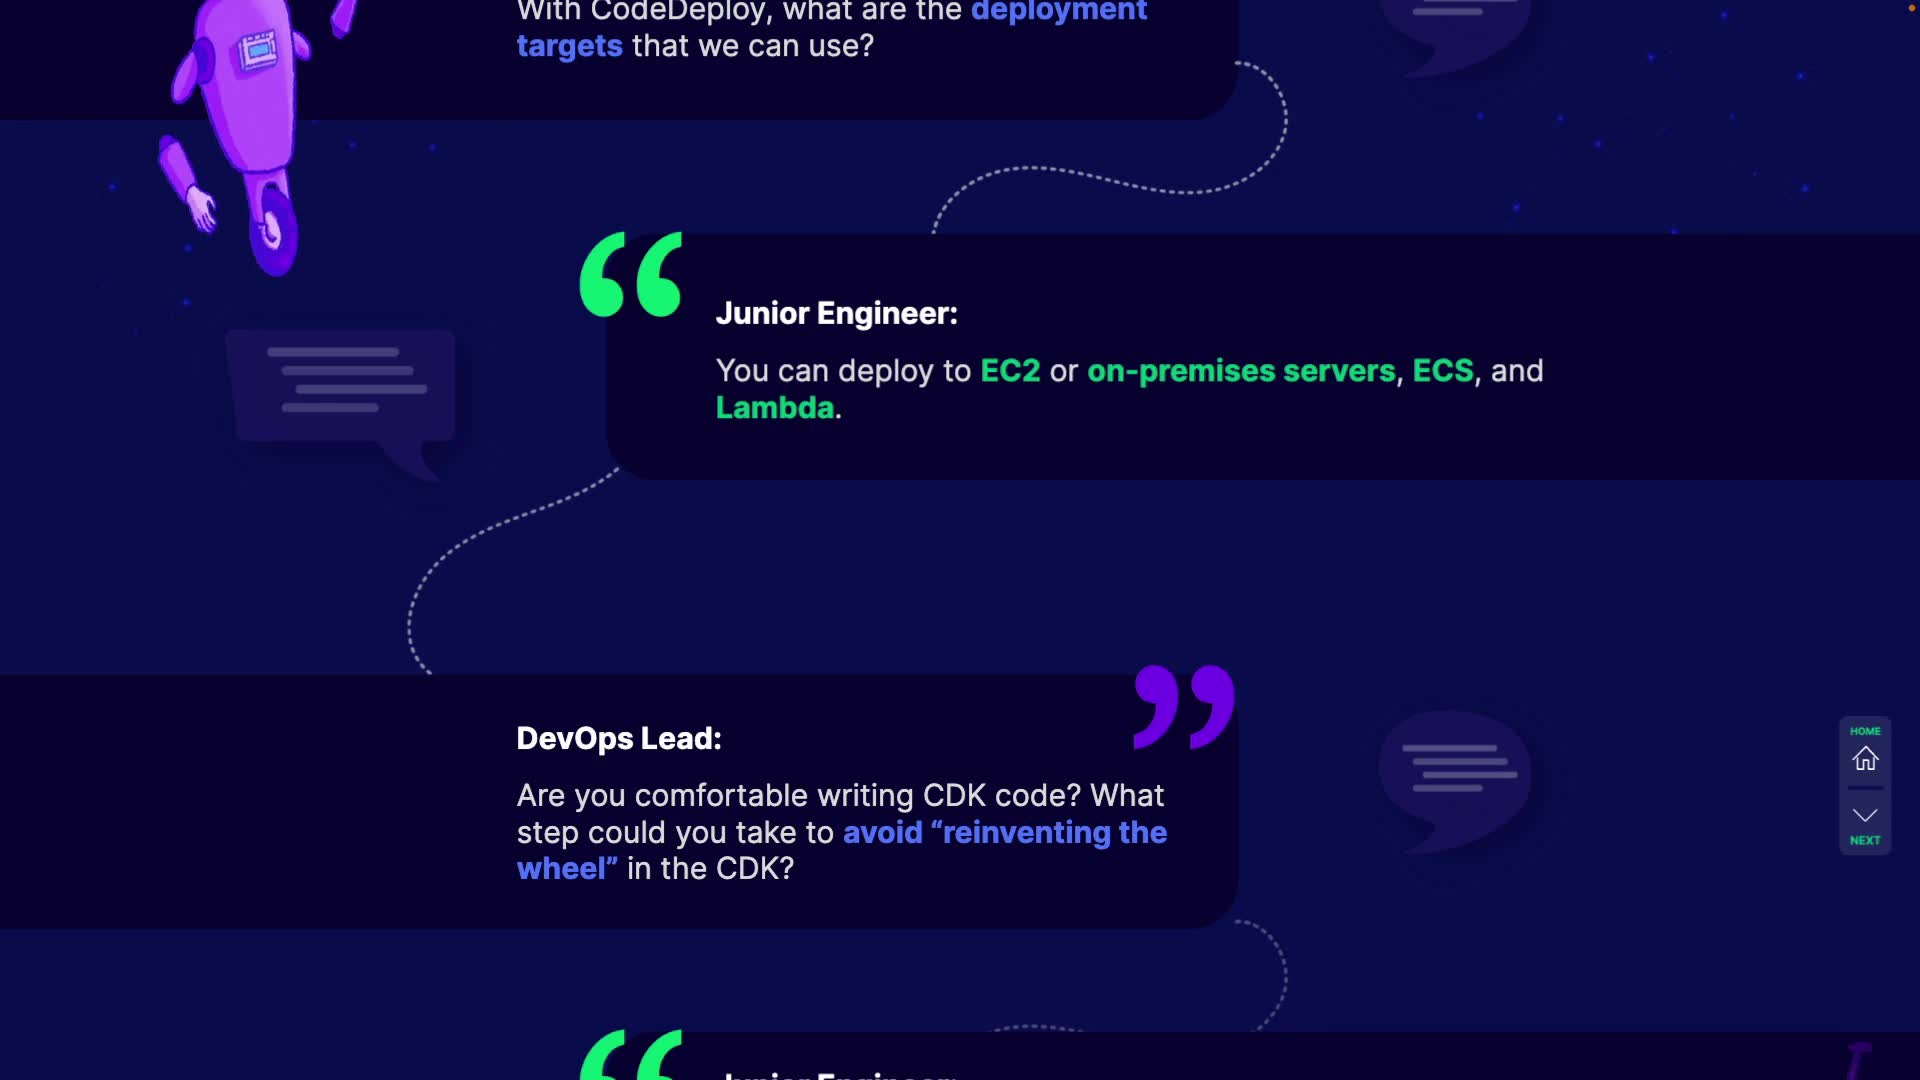 With CodeDeploy, what are the deployment
targets that we can use?
Junior Engineer:
You can deploy to EC2 or on-premises servers, ECS, and
Lambda.
DevOps Lead:
Are you comfortable writing CDK code? What
step could you take to avoid “reinventing the
wheel” in the CDK?
HOME
NEXT
Junior Engineer: